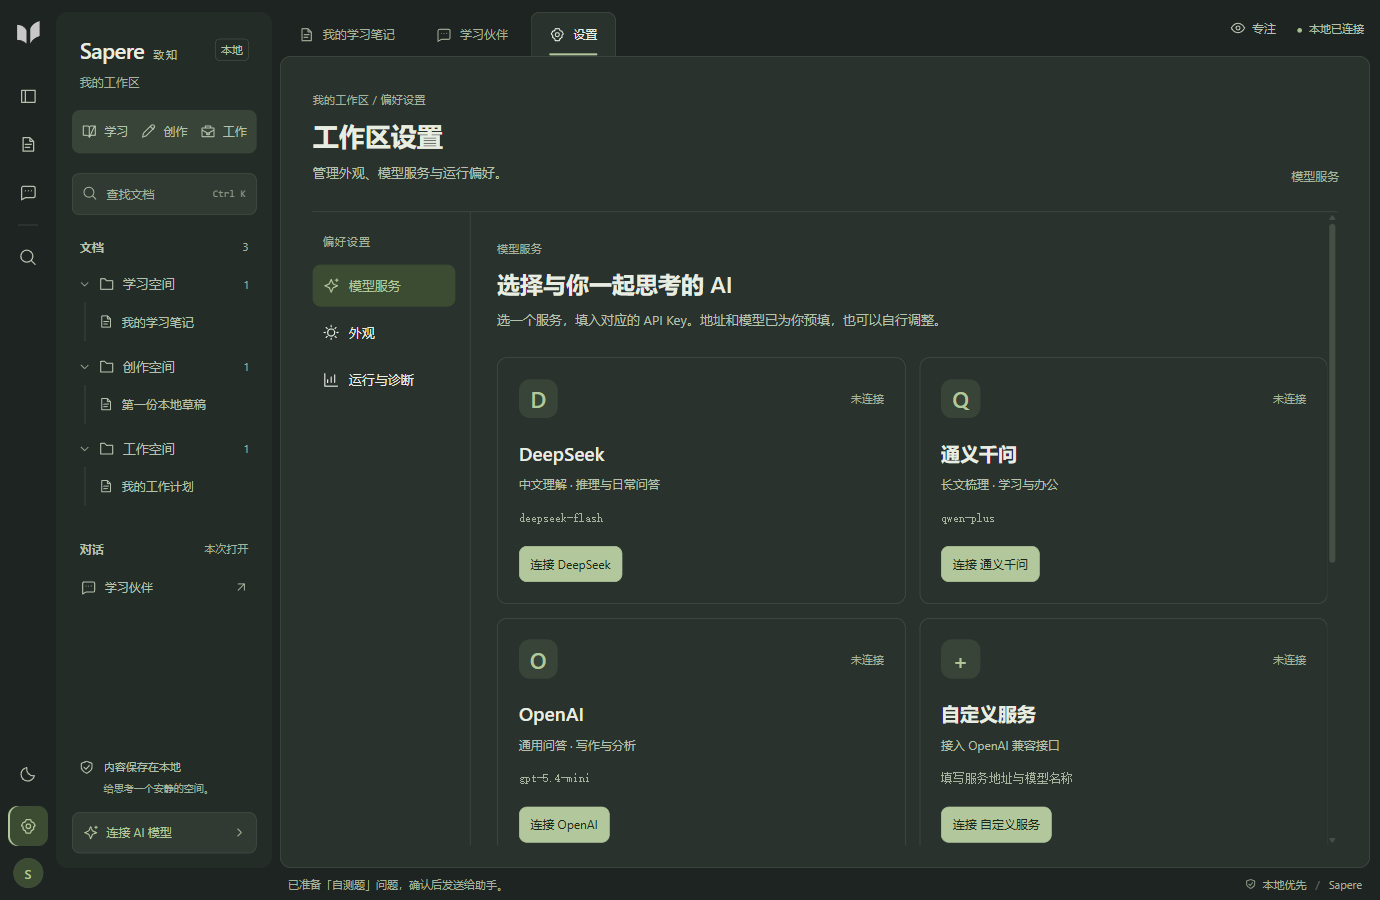 Sapere 致知
本地
我的工作区
学习 创作 工作
查找文档 Ctrl K
文档 3
学习空间 1
我的学习笔记
创作空间 1
第一份本地草稿
工作空间 1
我的工作计划
对话 本次打开
学习伙伴
内容保存在本地
给思考一个安静的空间。
连接 AI 模型
S
我的学习笔记 学习伙伴 设置
专注 本地已连接
我的工作区 / 偏好设置
工作区设置
管理外观、模型服务与运行偏好。
模型服务
偏好设置
模型服务
外观
运行与诊断
模型服务
选择与你一起思考的 AI
选一个服务，填入对应的 API Key。地址和模型已为你预填，也可以自行调整。
D 未连接
DeepSeek
中文理解 · 推理与日常问答
deepseek-flash
连接 DeepSeek
Q 未连接
通义千问
长文梳理 · 学习与办公
qwen-plus
连接 通义千问
O 未连接
OpenAI
通用问答 · 写作与分析
gpt-5.4-mini
连接 OpenAI
+ 未连接
自定义服务
接入 OpenAI 兼容接口
填写服务地址与模型名称
连接 自定义服务
已准备「自测题」问题，确认后发送给助手。
本地优先 / Sapere